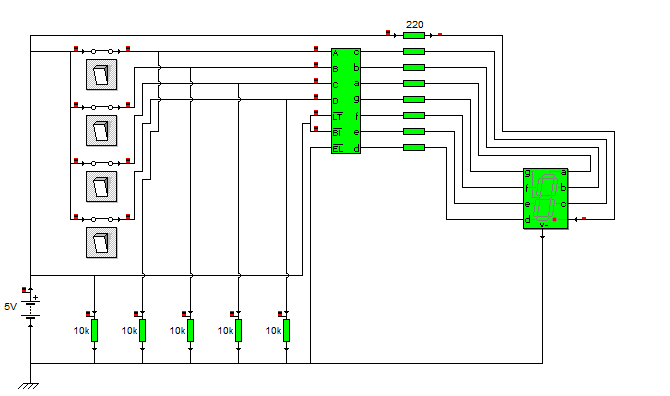 220
A c
B b
C a
D g
LT f
BI e
EL d
g a
f b
e c
d
V-
+
5V
10k 10k 10k 10k 10k